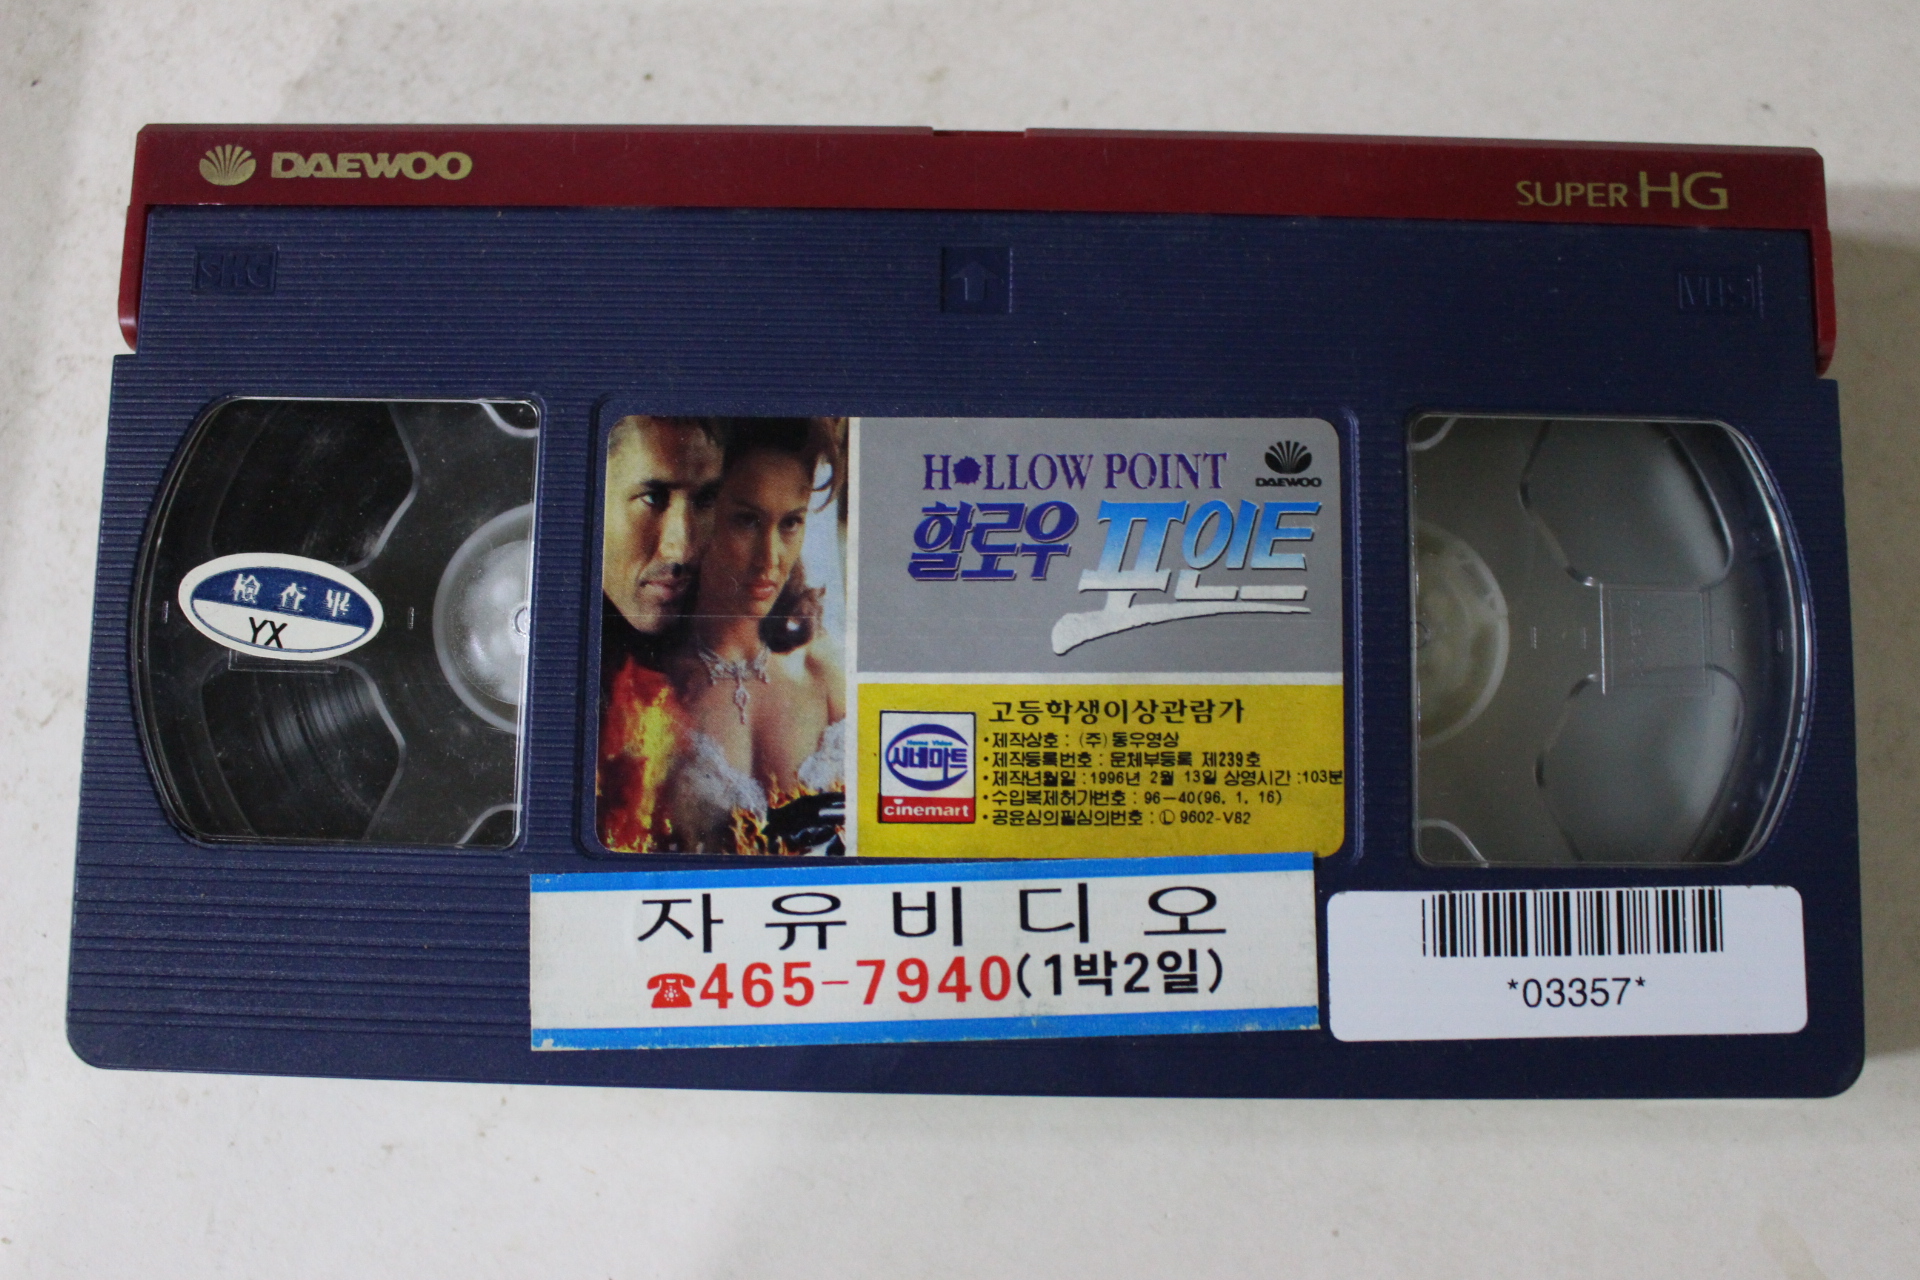 DAEWOO
SUPER HG
VHS
HOLLOW POINT
DAEWOO
할로우 포인트
YX
고등학생이상관람가
Home Video
시네마트
cinemart
·제작상호 : (주)동우영상
·제작등록번호 : 문체부등록 제239호
·제작년월일 : 1996년 2월 13일 상영시간 :103분
·수입복제허가번호 : 96-40(96. 1. 16)
·공윤심의필심의번호 : Ⓛ 9602-V82
자유비디오
☎465-7940(1박2일)
*03357*